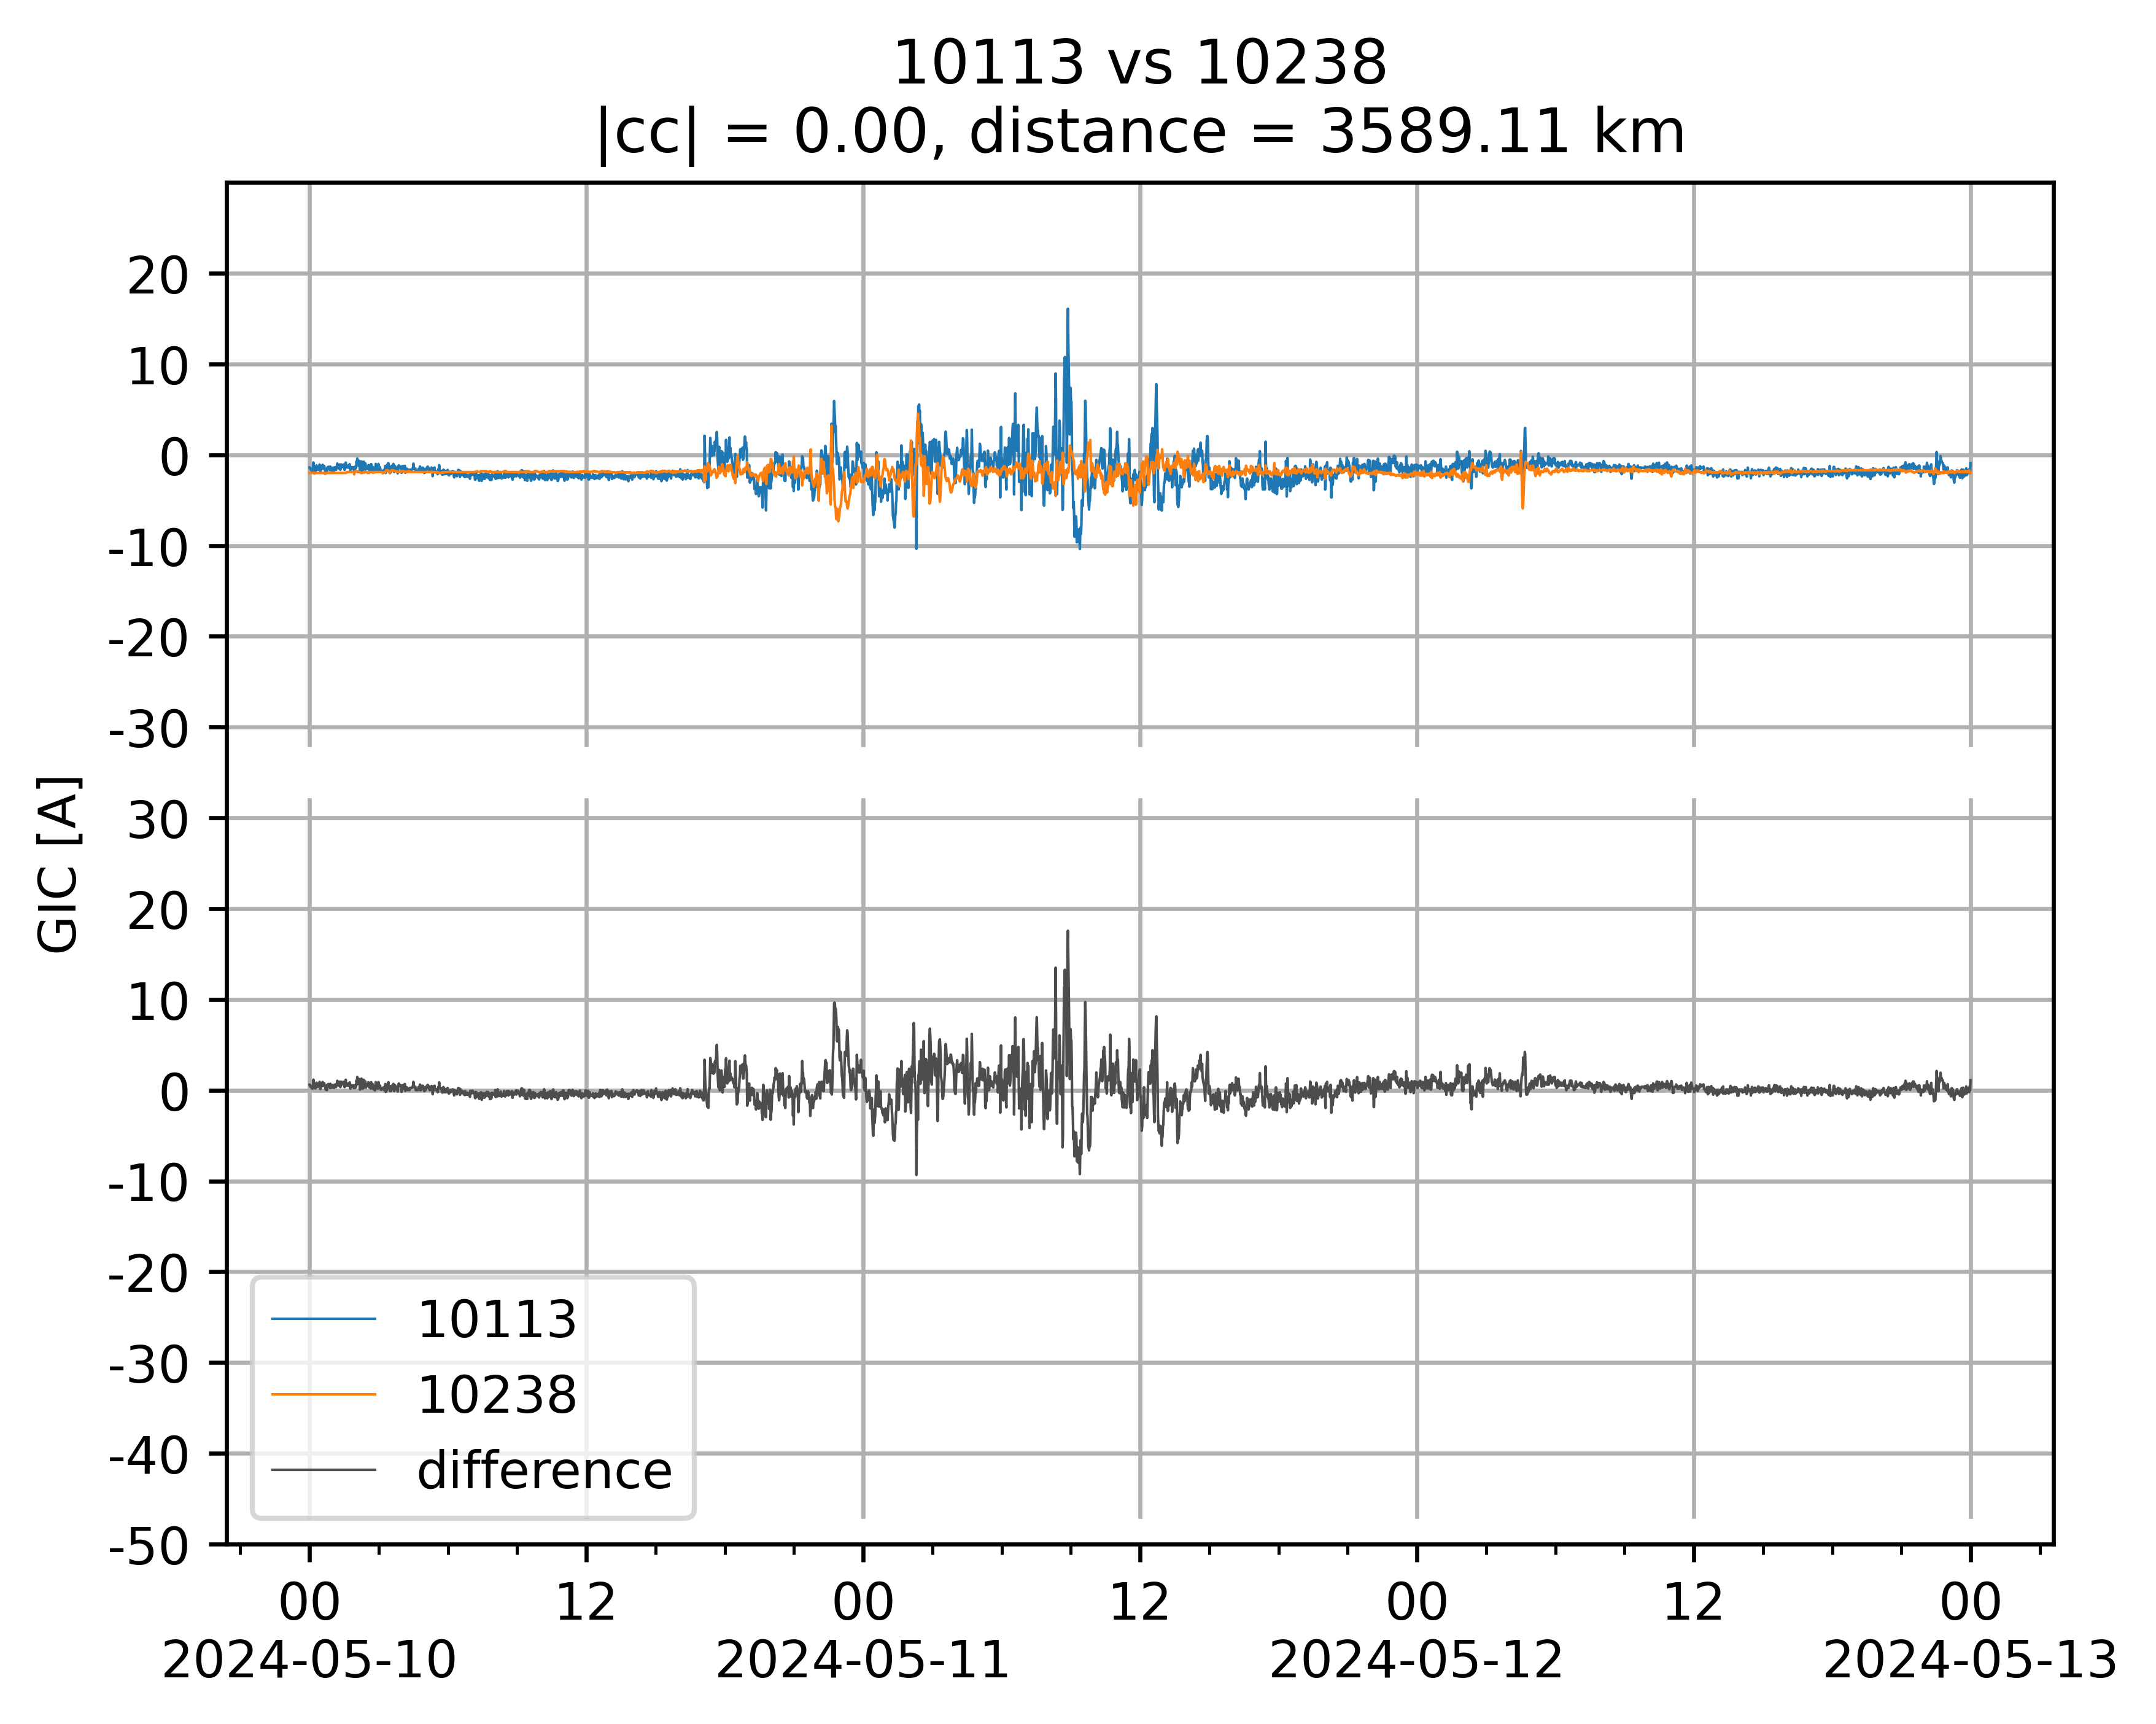 10113 vs 10238
|cc| = 0.00, distance = 3589.11 km
GIC [A]
20
10
0
-10
-20
-30
30
20
10
0
-10
-20
-30
-40
-50
10113
10238
difference
00 12 00 12 00 12 00
2024-05-10 2024-05-11 2024-05-12 2024-05-13